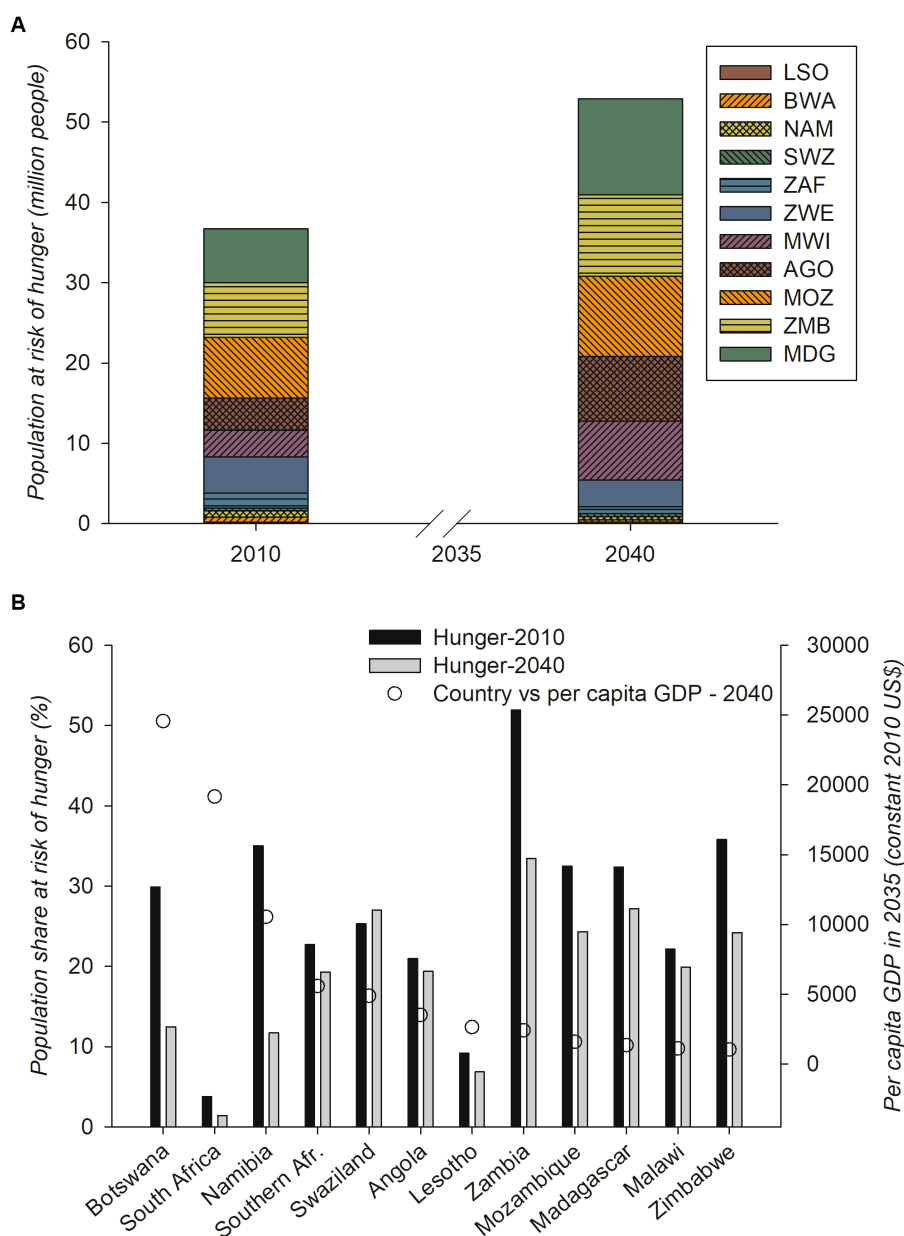 A
Population at risk of hunger (million people)
60
50
40
30
20
10
0
2010
2035
2040
LSO
BWA
NAM
SWZ
ZAF
ZWE
MWI
AGO
MOZ
ZMB
MDG
B
Population share at risk of hunger (%)
60
50
40
30
20
10
0
Hunger-2010
Hunger-2040
Country vs per capita GDP - 2040
30000
25000
20000
15000
10000
5000
0
Per capita GDP in 2035 (constant 2010 US$)
Botswana
South Africa
Namibia
Southern Afr.
Swaziland
Angola
Lesotho
Zambia
Mozambique
Madagascar
Malawi
Zimbabwe